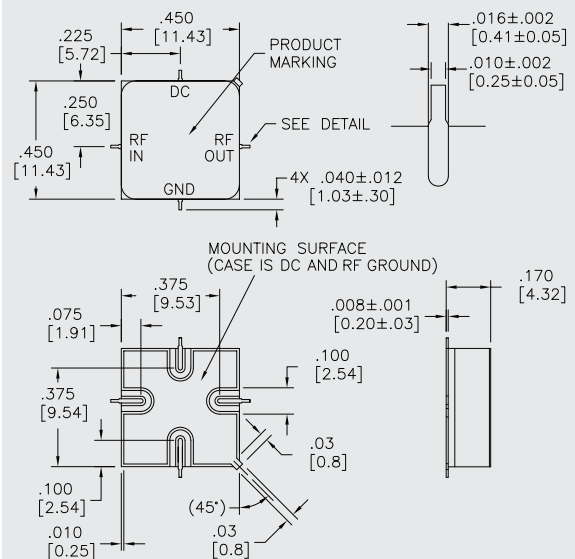 .450
[11.43]
.225
[5.72]
PRODUCT
MARKING
.016±.002
[0.41±0.05]
.010±.002
[0.25±0.05]
DC
.250
[6.35]
RF
IN
RF
OUT
SEE DETAIL
.450
[11.43]
GND
4X .040±.012
[1.03±.30]
MOUNTING SURFACE
(CASE IS DC AND RF GROUND)
.375
[9.53]
.170
[4.32]
.075
[1.91]
.008±.001
[0.20±.03]
.100
[2.54]
.375
[9.54]
.03
[0.8]
.100
[2.54]
(45°)
.010
[0.25]
.03
[0.8]